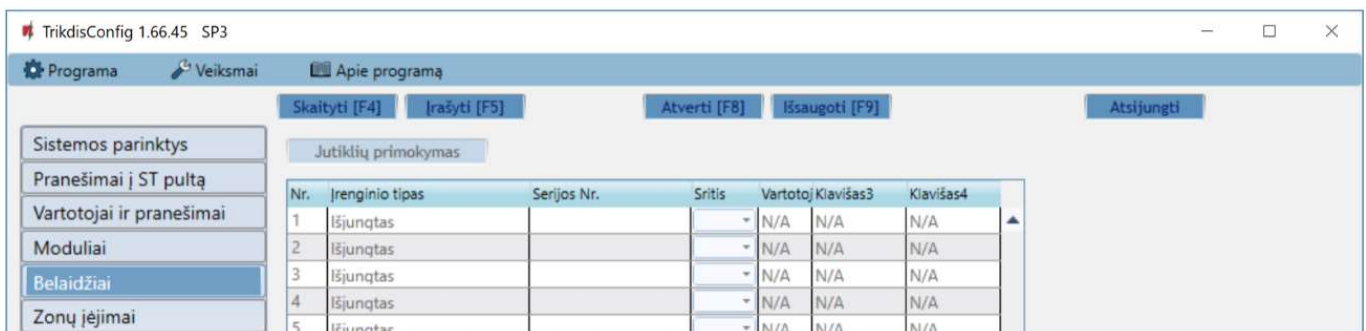 TrikdisConfig 1.66.45 SP3
Programa Veiksmai Apie programą
Skaityti [F4] Įrašyti [F5] Atverti [F8] Išsaugoti [F9] Atsijungti
Sistemos parinktys
Pranešimai į ST pultą
Vartotojai ir pranešimai
Moduliai
Belaidžiai
Zonų įėjimai
Jutiklių primokymas
Nr. Įrenginio tipas Serijos Nr. Sritis Vartotoj Klavišas3 Klavišas4
1 Išjungtas N/A N/A N/A
2 Išjungtas N/A N/A N/A
3 Išjungtas N/A N/A N/A
4 Išjungtas N/A N/A N/A
5 Išjungtas N/A N/A N/A